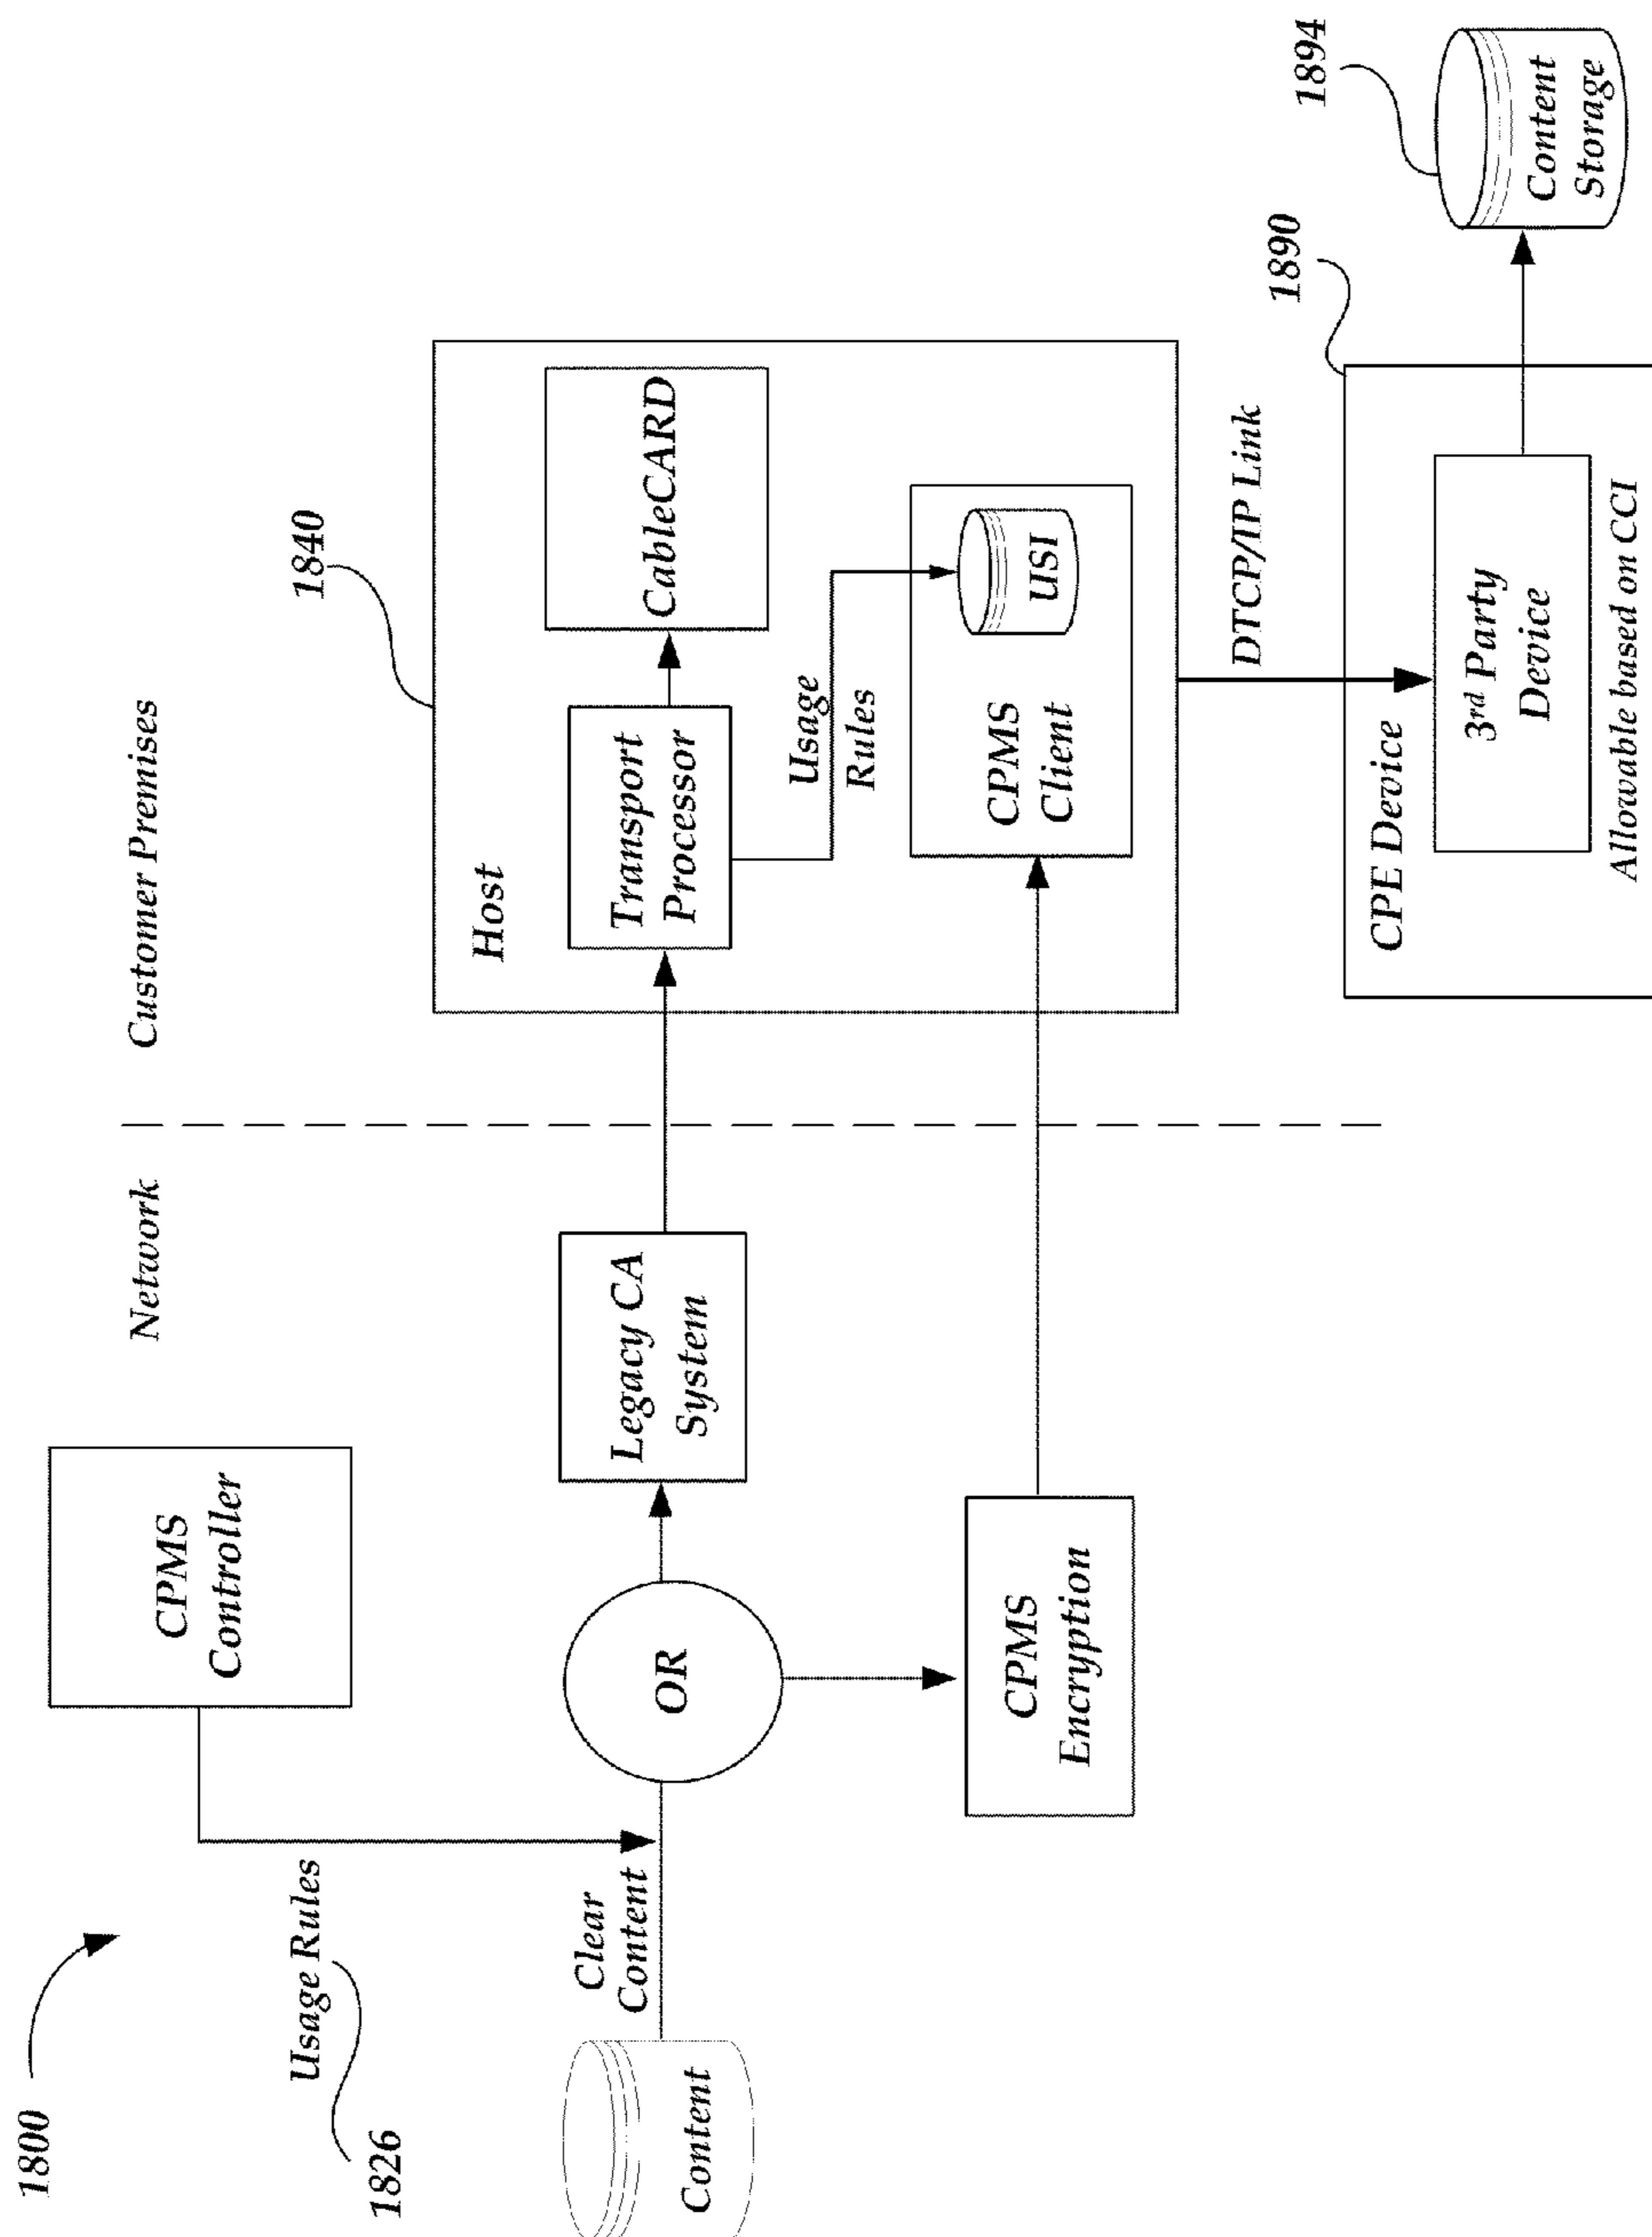 1800
Network
Customer Premises
CPMS
Controller
Usage Rules
1826
1840
Host
Clear
Content
Content
OR
Legacy CA
System
Transport
Processor
CableCARD
Usage
Rules
CPMS
Encryption
CPMS
Client
USI
DTCP/IP Link
1890
1894
CPE Device
3rd Party
Device
Allowable based on CCI
Content
Storage